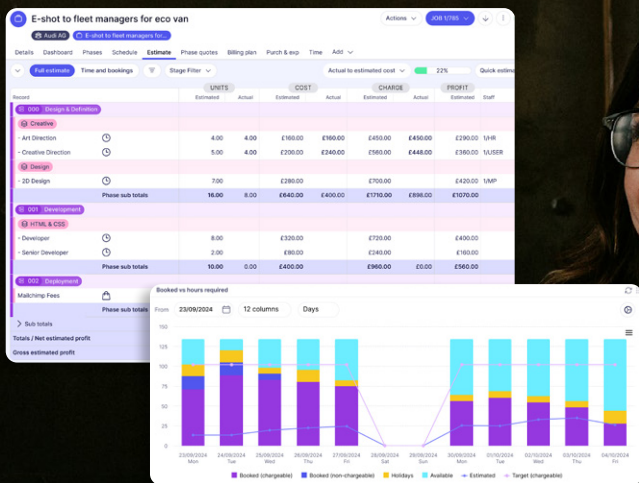 E-shot to fleet managers for eco van
Actions
JOB 1/785
Audi AG
E-shot to fleet managers for...
Details Dashboard Phases Schedule Estimate Phase quotes Billing plan Purch & exp Time Add
Full estimate Time and bookings Stage Filter Actual to estimated cost 22% Quick estima
UNITS COST CHARGE PROFIT
Record Estimated Actual Estimated Actual Estimated Actual Estimated Staff
000 Design & Definition
Creative
- Art Direction 4.00 4.00 £160.00 £160.00 £450.00 £450.00 £290.00 1/HR
- Creative Direction 5.00 4.00 £200.00 £240.00 £560.00 £448.00 £360.00 1/USER
Design
- 2D Design 7.00 £280.00 £700.00 £420.00 1/MP
Phase sub totals 16.00 8.00 £640.00 £400.00 £1710.00 £898.00 £1070.00
001 Development
HTML & CSS
- Developer 8.00 £320.00 £720.00 £400.00
- Senior Developer 2.00 £80.00 £240.00 £160.00
Phase sub totals 10.00 0.00 £400.00 £960.00 £0.00 £560.00
002 Deployment
Mailchimp Fees
Phase sub totals
Sub totals
Totals / Net estimated profit
Gross estimated profit
Booked vs hours required
From 23/09/2024 12 columns Days
150
125
100
75
50
25
0
23/09/2024 24/09/2024 25/09/2024 26/09/2024 27/09/2024 28/09/2024 29/09/2024 30/09/2024 01/10/2024 02/10/2024 03/10/2024 04/10/2024
Mon Tue Wed Thu Fri Sat Sun Mon Tue Wed Thu Fri
Booked (chargeable) Booked (non-chargeable) Holidays Available Estimated Target (chargeable)